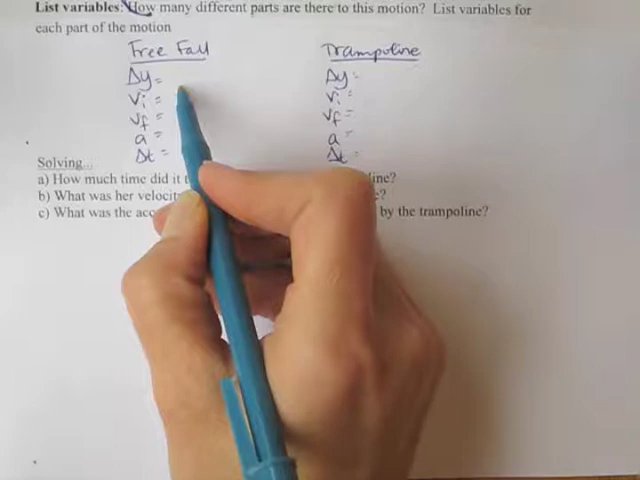 List variables: How many different parts are there to this motion? List variables for
each part of the motion
Free Fall Trampoline
Δy= Δy=
Vi= Vi=
Vf= Vf=
a= a=
Δt= Δt=
Solving...
a) How much time did it line?
b) What was her ?
c) What was the by the trampoline?